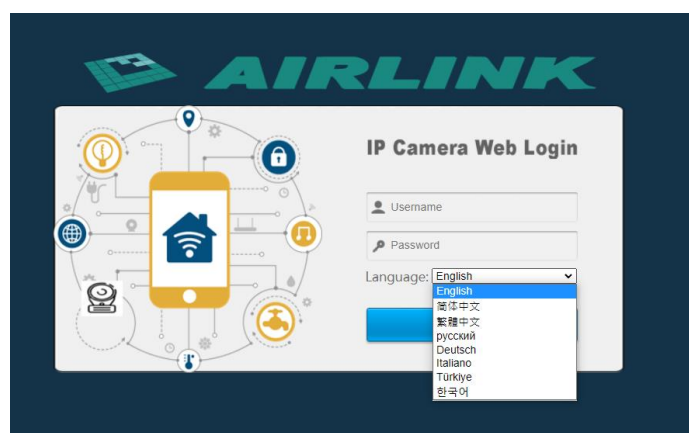 AIRLINK
IP Camera Web Login
Username
Password
Language: English
English
简体中文
繁體中文
русский
Deutsch
Italiano
Türkiye
한국어